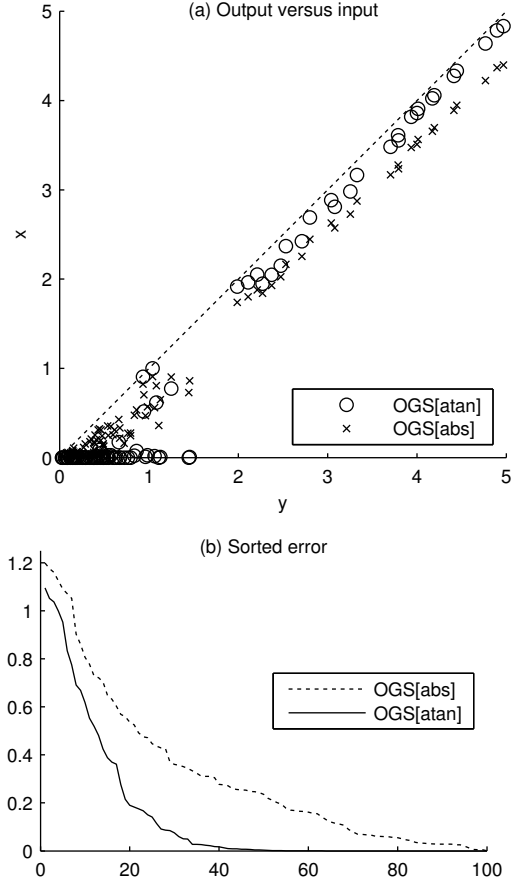 (a) Output versus input
5
4
3
2
1
0
x
0 1 2 3 4 5
y
OGS[atan]
OGS[abs]
(b) Sorted error
1.2
1
0.8
0.6
0.4
0.2
0
0 20 40 60 80 100
OGS[abs]
OGS[atan]